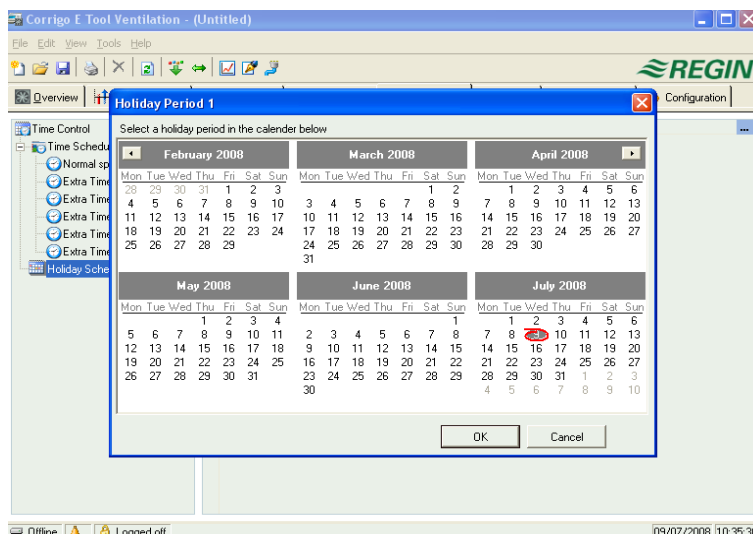 Corrigo E Tool Ventilation - (Untitled)
File Edit View Tools Help
REGIN
Overview
Configuration
Holiday Period 1
Select a holiday period in the calender below
Time Control
Time Schedu
Normal sp
Extra Time
Extra Time
Extra Time
Extra Time
Extra Time
Holiday Sche
February 2008
Mon Tue Wed Thu Fri Sat Sun
28 29 30 31 1 2 3
4 5 6 7 8 9 10
11 12 13 14 15 16 17
18 19 20 21 22 23 24
25 26 27 28 29
March 2008
Mon Tue Wed Thu Fri Sat Sun
1 2
3 4 5 6 7 8 9
10 11 12 13 14 15 16
17 18 19 20 21 22 23
24 25 26 27 28 29 30
31
April 2008
Mon Tue Wed Thu Fri Sat Sun
1 2 3 4 5 6
7 8 9 10 11 12 13
14 15 16 17 18 19 20
21 22 23 24 25 26 27
28 29 30
May 2008
Mon Tue Wed Thu Fri Sat Sun
1 2 3 4
5 6 7 8 9 10 11
12 13 14 15 16 17 18
19 20 21 22 23 24 25
26 27 28 29 30 31
June 2008
Mon Tue Wed Thu Fri Sat Sun
1
2 3 4 5 6 7 8
9 10 11 12 13 14 15
16 17 18 19 20 21 22
23 24 25 26 27 28 29
30
July 2008
Mon Tue Wed Thu Fri Sat Sun
1 2 3 4 5 6
7 8 9 10 11 12 13
14 15 16 17 18 19 20
21 22 23 24 25 26 27
28 29 30 31 1 2 3
4 5 6 7 8 9 10
OK Cancel
Offline Logged off 09/07/2008 10:35:3